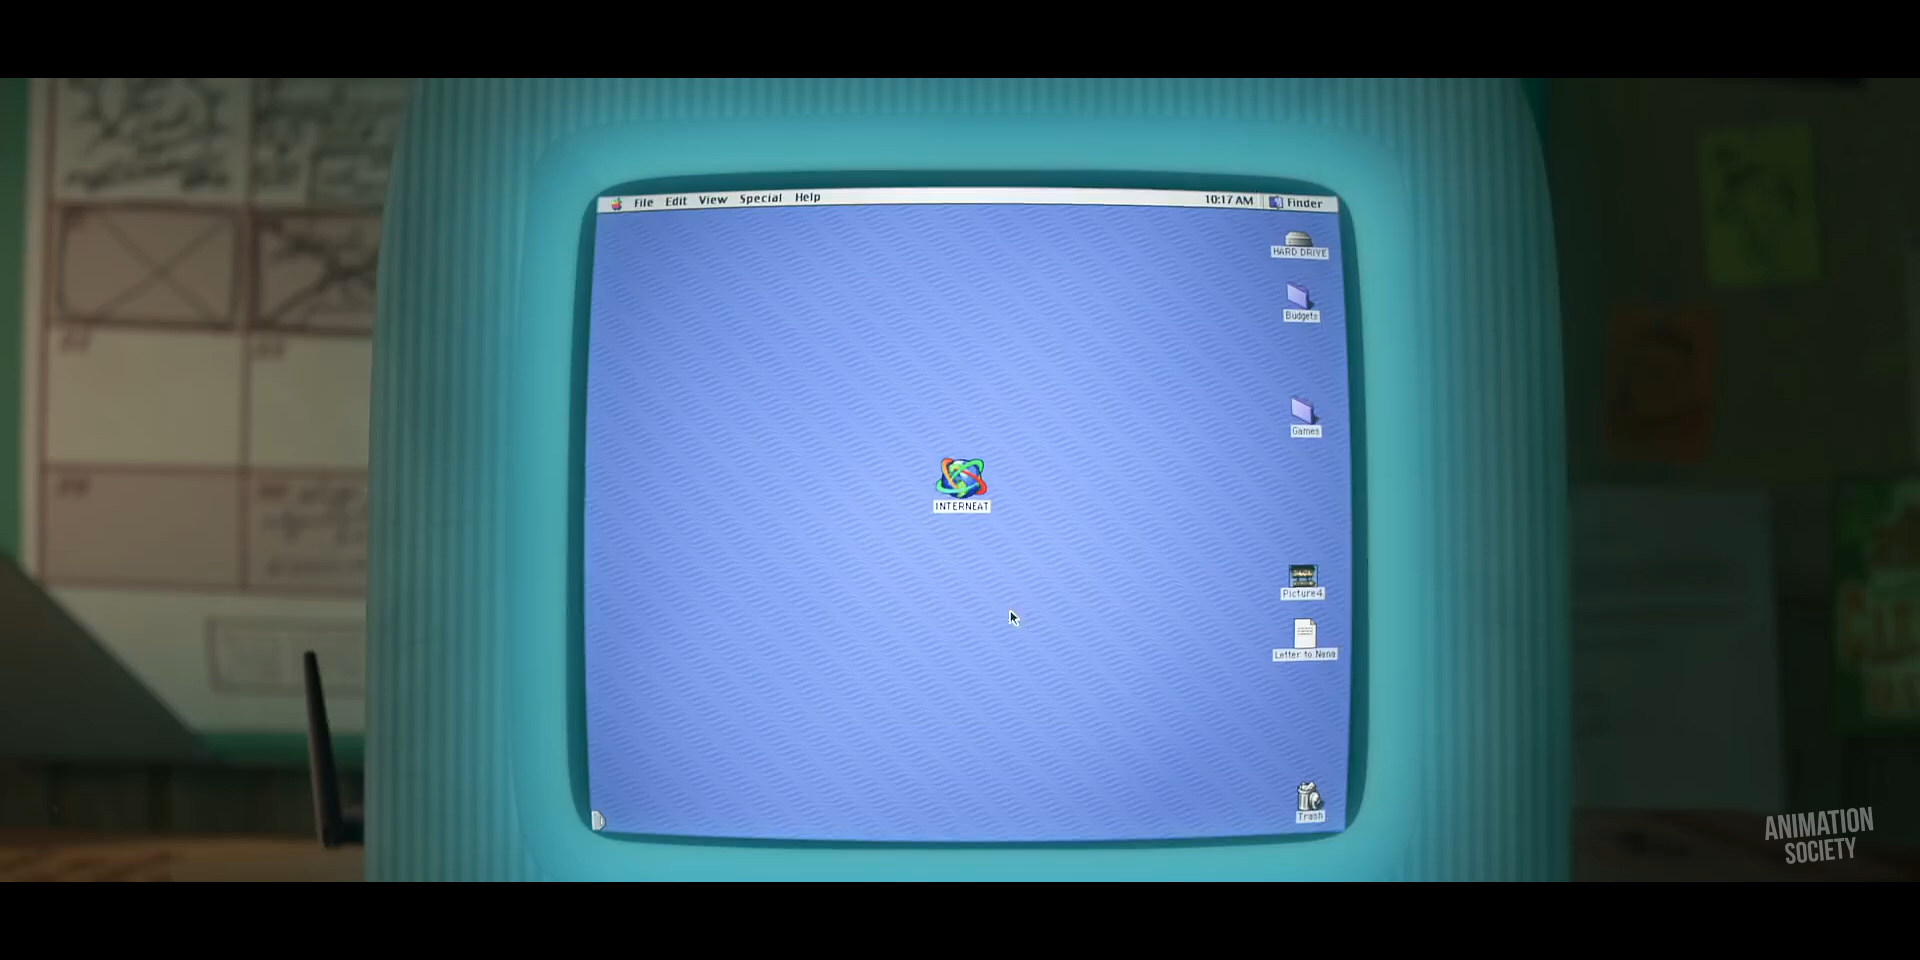 File Edit View Special Help 10:17 AM Finder
HARD DRIVE
Budgets
Games
INTERNEAT
Picture4
Letter to Nana
Trash
ANIMATION
SOCIETY